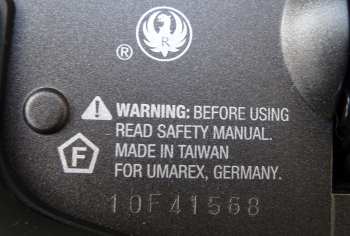 R
®
WARNING: BEFORE USING
READ SAFETY MANUAL.
F
MADE IN TAIWAN
FOR UMAREX, GERMANY.
10F41568